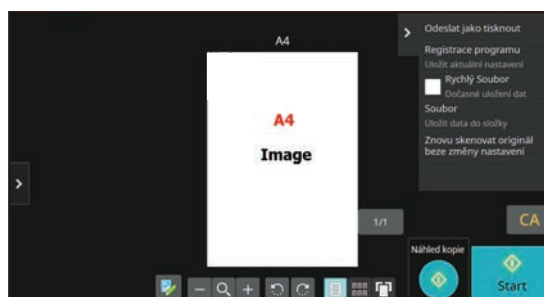 A4
A4
Image
1/1
Odeslat jako tisknout
Registrace programu
Uložit aktuální nastavení
Rychlý Soubor
Dočasné uložení dat
Soubor
Uložit data do složky
Znovu skenovat originál
beze změny nastavení
CA
Náhled kopie
Start